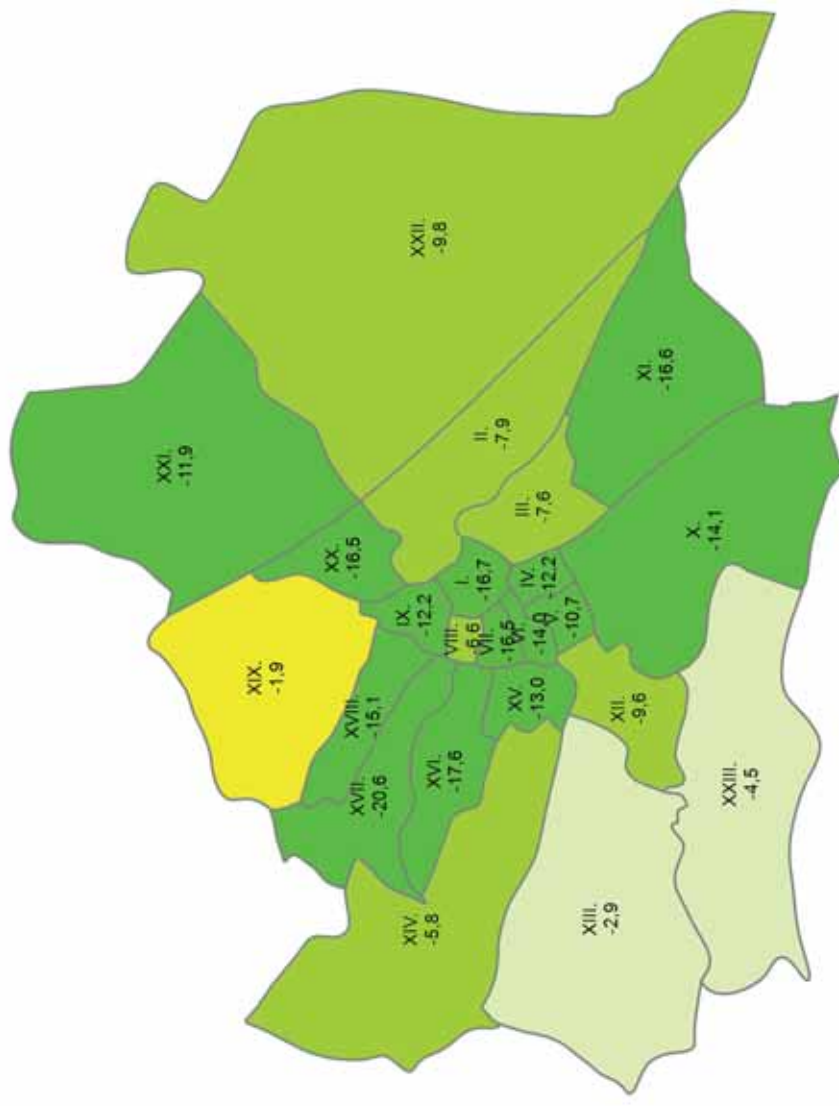 XXI.
-11,9
XIX.
-1,9
XX.
-16,5
XVIII.
-15,1
XVII.
-20,6
IX.
-12,2
XIV.
-5,8
XXII.
-9,8
XVI.
-17,6
VIII.
-6,6
I.
-16,7
II.
-7,9
VII.
-16,5
XV.
-13,0
VI.
-14,0
III.
-7,6
IV.
-12,2
V.
-10,7
XIII.
-2,9
XII.
-9,6
XI.
-16,6
X.
-14,1
XXIII.
-4,5